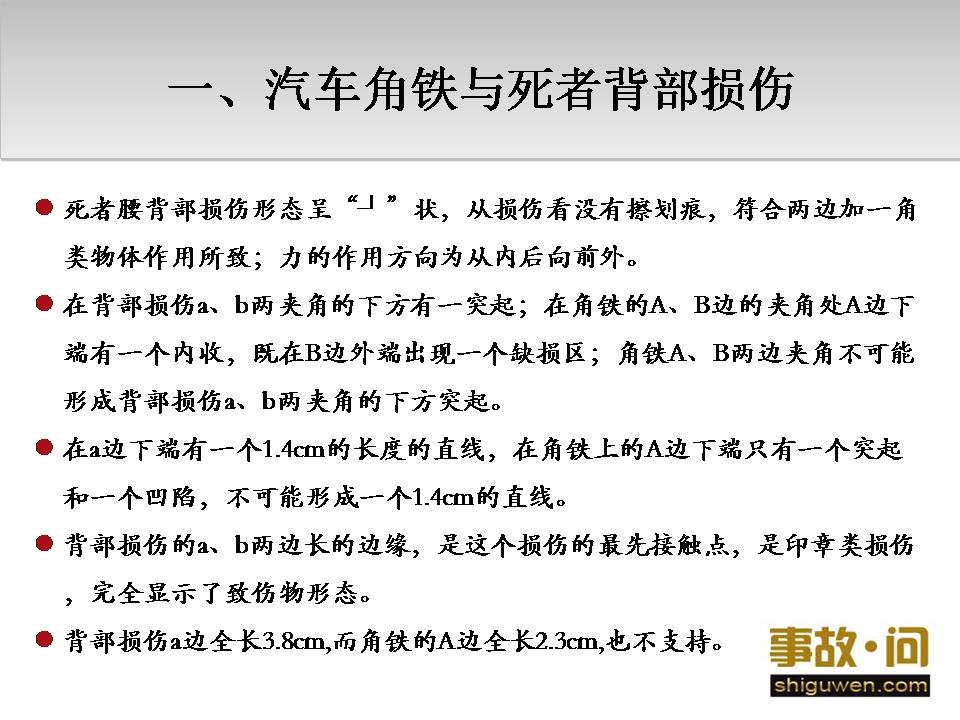 一、汽车角铁与死者背部损伤
死者腰背部损伤形态呈“┘”状，从损伤看没有擦划痕，符合两边加一角
类物体作用所致；力的作用方向为从内后向前外。
在背部损伤a、b两夹角的下方有一突起；在角铁的A、B边的夹角处A边下
端有一个内收，既在B边外端出现一个缺损区；角铁A、B两边夹角不可能
形成背部损伤a、b两夹角的下方突起。
在a边下端有一个1.4cm的长度的直线，在角铁上的A边下端只有一个突起
和一个凹陷，不可能形成一个1.4cm的直线。
背部损伤的a、b两边长的边缘，是这个损伤的最先接触点，是印章类损伤
，完全显示了致伤物形态。
背部损伤a边全长3.8cm,而角铁的A边全长2.3cm,也不支持。
事故·问
shiguwen.com